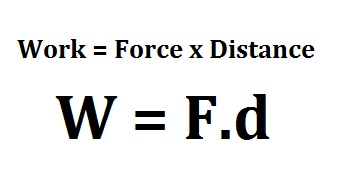 Work = Force x Distance
W = F.d